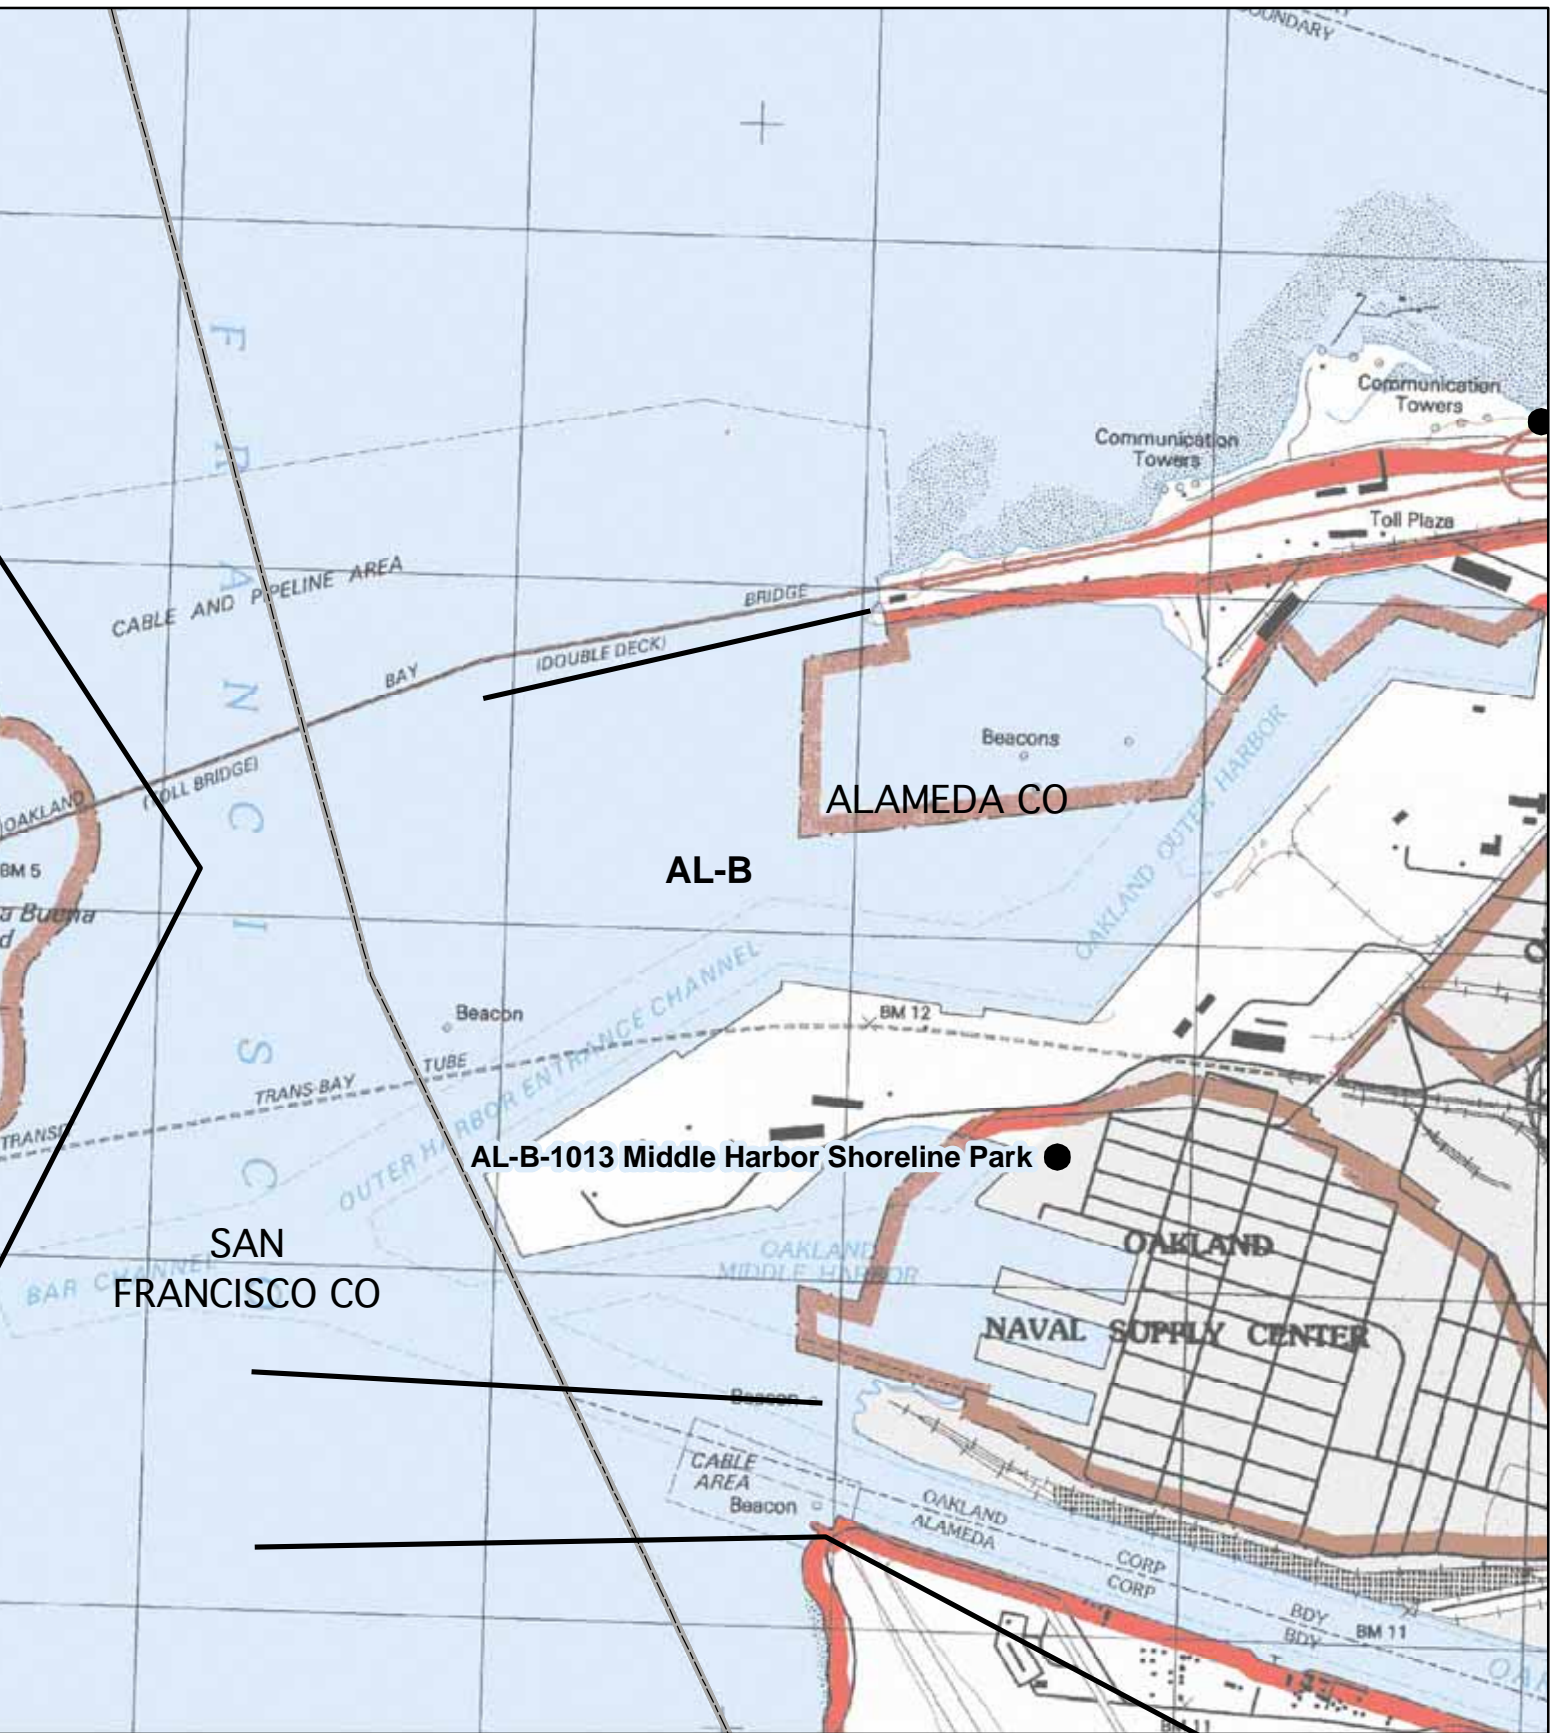 BOUNDARY
F
R
A
N
C
I
S
C
O
Communication
Towers
Communication
Towers
Toll Plaza
CABLE AND PIPELINE AREA
BRIDGE
(DOUBLE DECK)
BAY
(TOLL BRIDGE)
OAKLAND
BM 5
a Buena
d
Beacons
ALAMEDA CO
OAKLAND OUTER HARBOR
AL-B
Beacon
BM 12
OUTER HARBOR ENTRANCE CHANNEL
TUBE
TRANS-BAY
AL-B-1013 Middle Harbor Shoreline Park
SAN
FRANCISCO CO
BAR CHANNEL
OAKLAND
MIDDLE HARBOR
OAKLAND
NAVAL SUPPLY CENTER
Beacon
CABLE
AREA
Beacon
OAKLAND
ALAMEDA
CORP
CORP
BDY
BDY
BM 11
OA
BM 11